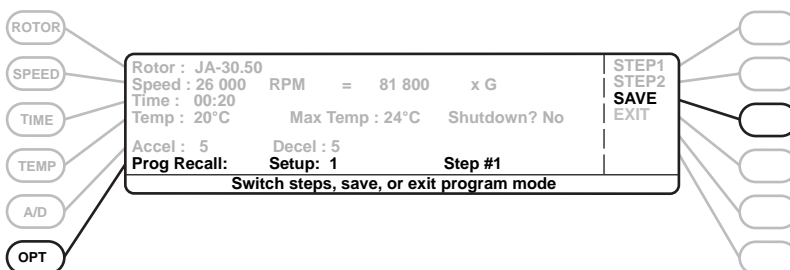 ROTOR
SPEED
TIME
TEMP
A/D
OPT
Rotor : JA-30.50
Speed : 26 000 RPM = 81 800 x G
Time : 00:20
Temp : 20°C Max Temp : 24°C Shutdown? No
Accel : 5 Decel : 5
Prog Recall: Setup: 1 Step #1
Switch steps, save, or exit program mode
STEP1
STEP2
SAVE
EXIT